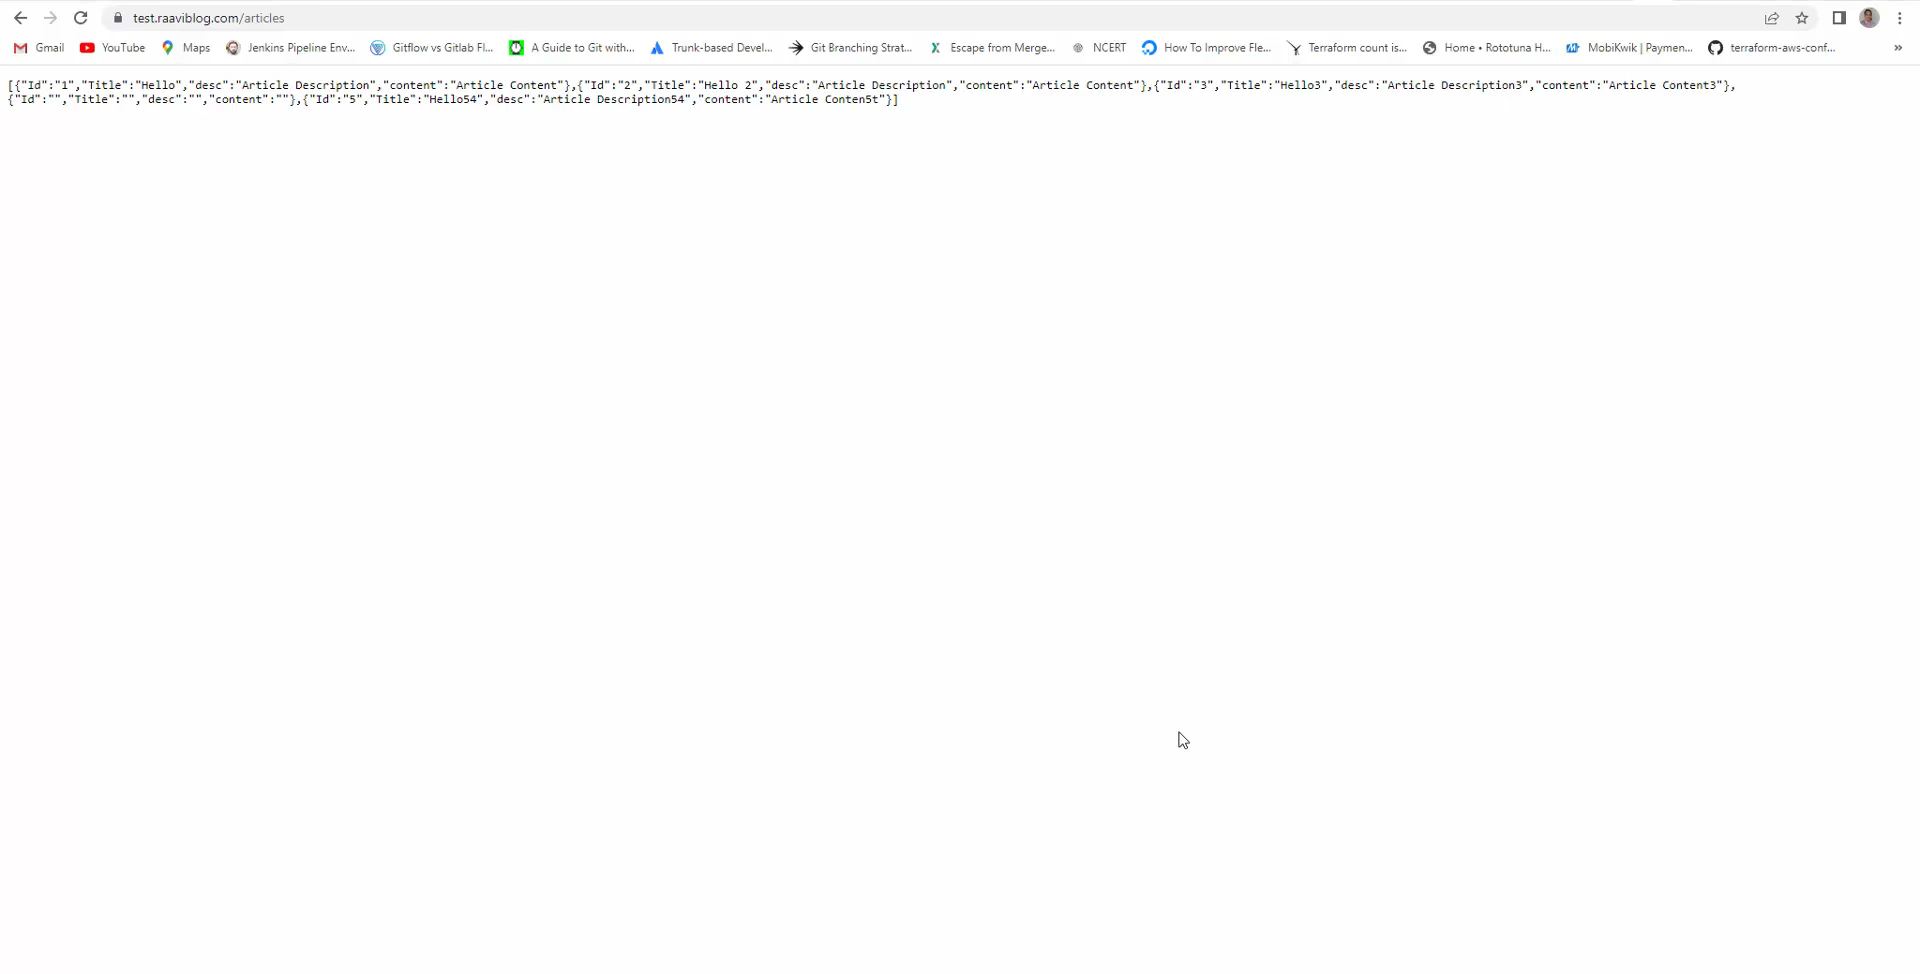 test.raaviblog.com/articles
Gmail YouTube Maps Jenkins Pipeline Env... Gitflow vs Gitlab Fl... A Guide to Git with... Trunk-based Devel... Git Branching Strat... Escape from Merge... NCERT How To Improve Fle... Terraform count is... Home • Rototuna H... MobiKwik | Paymen... terraform-aws-conf... »
[{"Id":"1","Title":"Hello","desc":"Article Description","content":"Article Content"},{"Id":"2","Title":"Hello 2","desc":"Article Description","content":"Article Content"},{"Id":"3","Title":"Hello3","desc":"Article Description3","content":"Article Content3"},
{"Id":"","Title":"","desc":"","content":""},{"Id":"5","Title":"Hello54","desc":"Article Description54","content":"Article Conten5t"}]